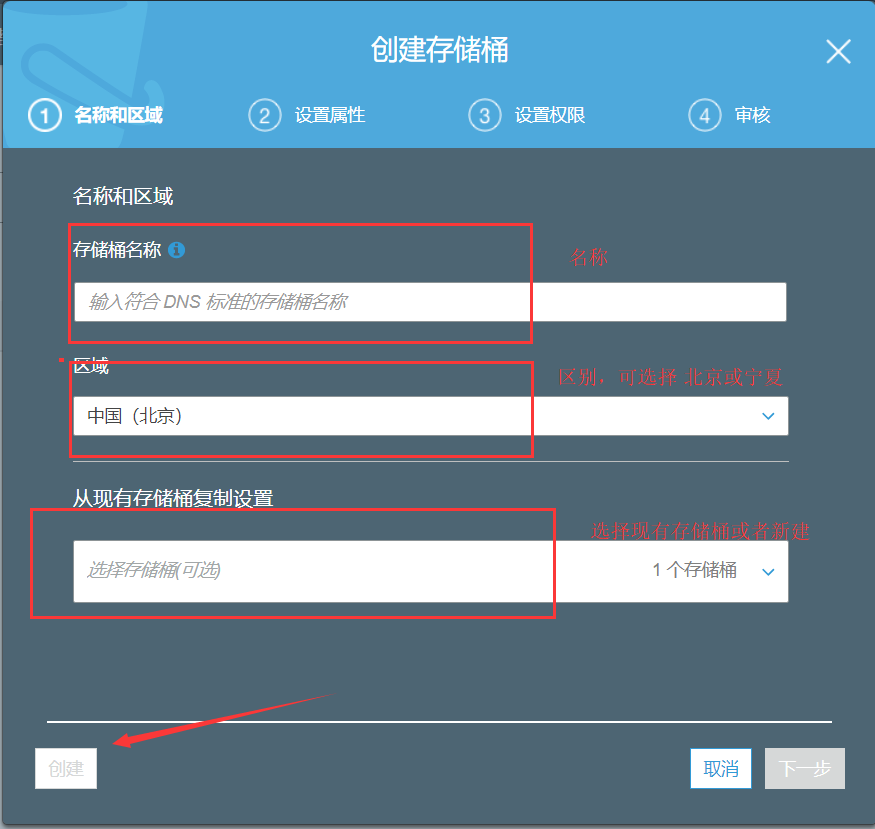 创建存储桶
1 名称和区域
2 设置属性
3 设置权限
4 审核
名称和区域
存储桶名称
名称
输入符合 DNS 标准的存储桶名称
区域
区别，可选择 北京或宁夏
中国（北京）
从现有存储桶复制设置
选择现有存储桶或者新建
选择存储桶(可选)
1 个存储桶
创建
取消
下一步